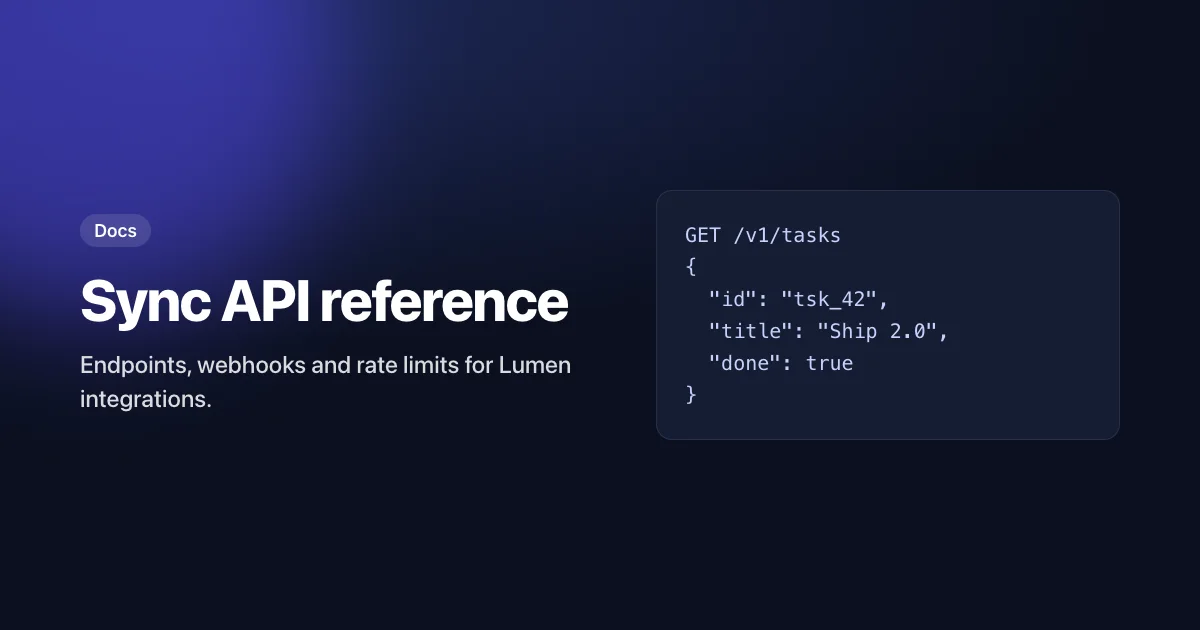 Docs
Sync API reference
Endpoints, webhooks and rate limits for Lumen
integrations.
GET /v1/tasks
{
  "id": "tsk_42",
  "title": "Ship 2.0",
  "done": true
}